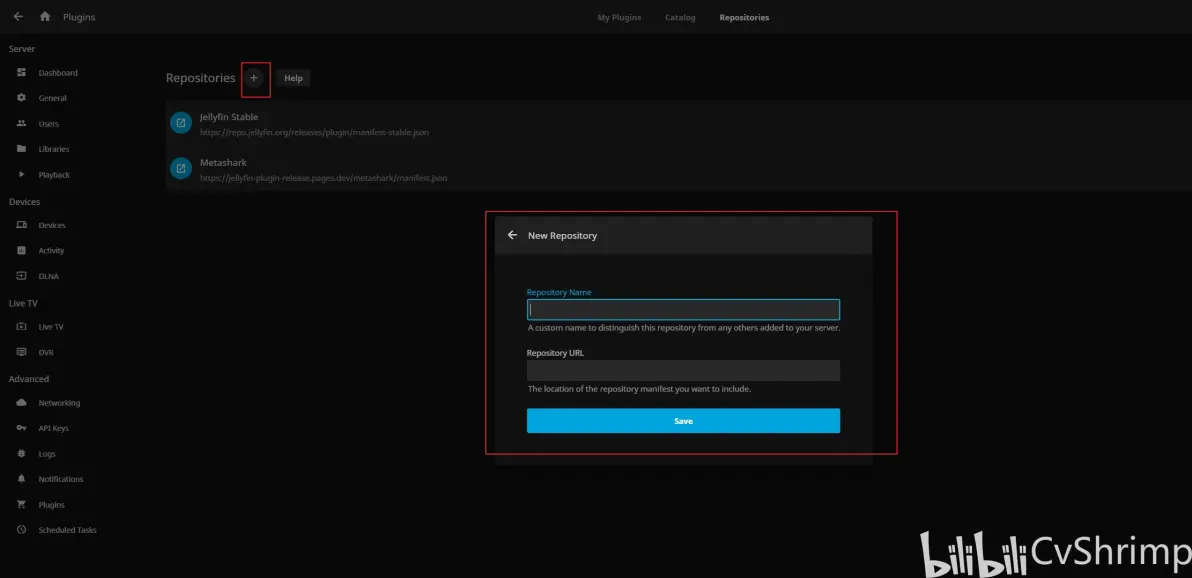 Plugins
My Plugins
Catalog
Repositories
Server
Dashboard
General
Users
Libraries
Playback
Devices
Devices
Activity
DLNA
Live TV
Live TV
DVR
Advanced
Networking
API Keys
Logs
Notifications
Plugins
Scheduled Tasks
Repositories
+
Help
Jellyfin Stable
https://repo.jellyfin.org/releases/plugin/manifest-stable.json
Metashark
https://jellyfin-plugin-release.pages.dev/metashark/manifest.json
New Repository
Repository Name
A custom name to distinguish this repository from any others added to your server.
Repository URL
The location of the repository manifest you want to include.
Save
bilibili CvShrimp